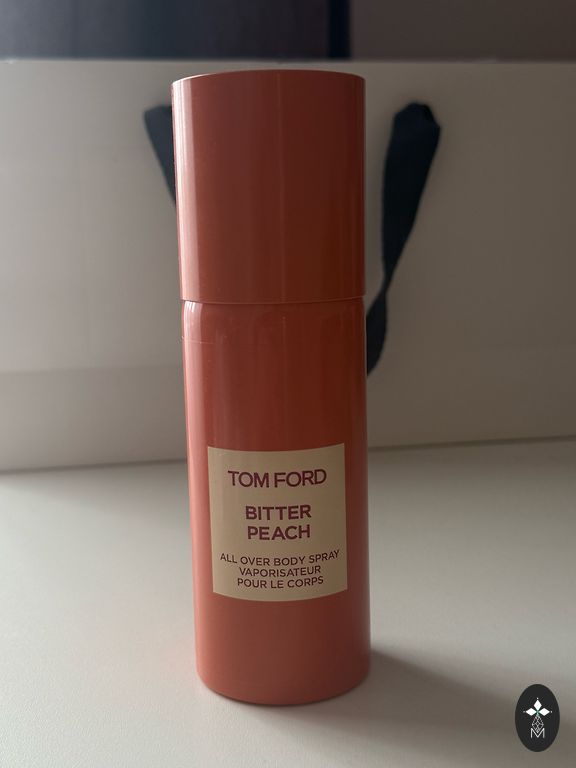 TOM FORD
BITTER
PEACH
ALL OVER BODY SPRAY
VAPORISATEUR
POUR LE CORPS
M